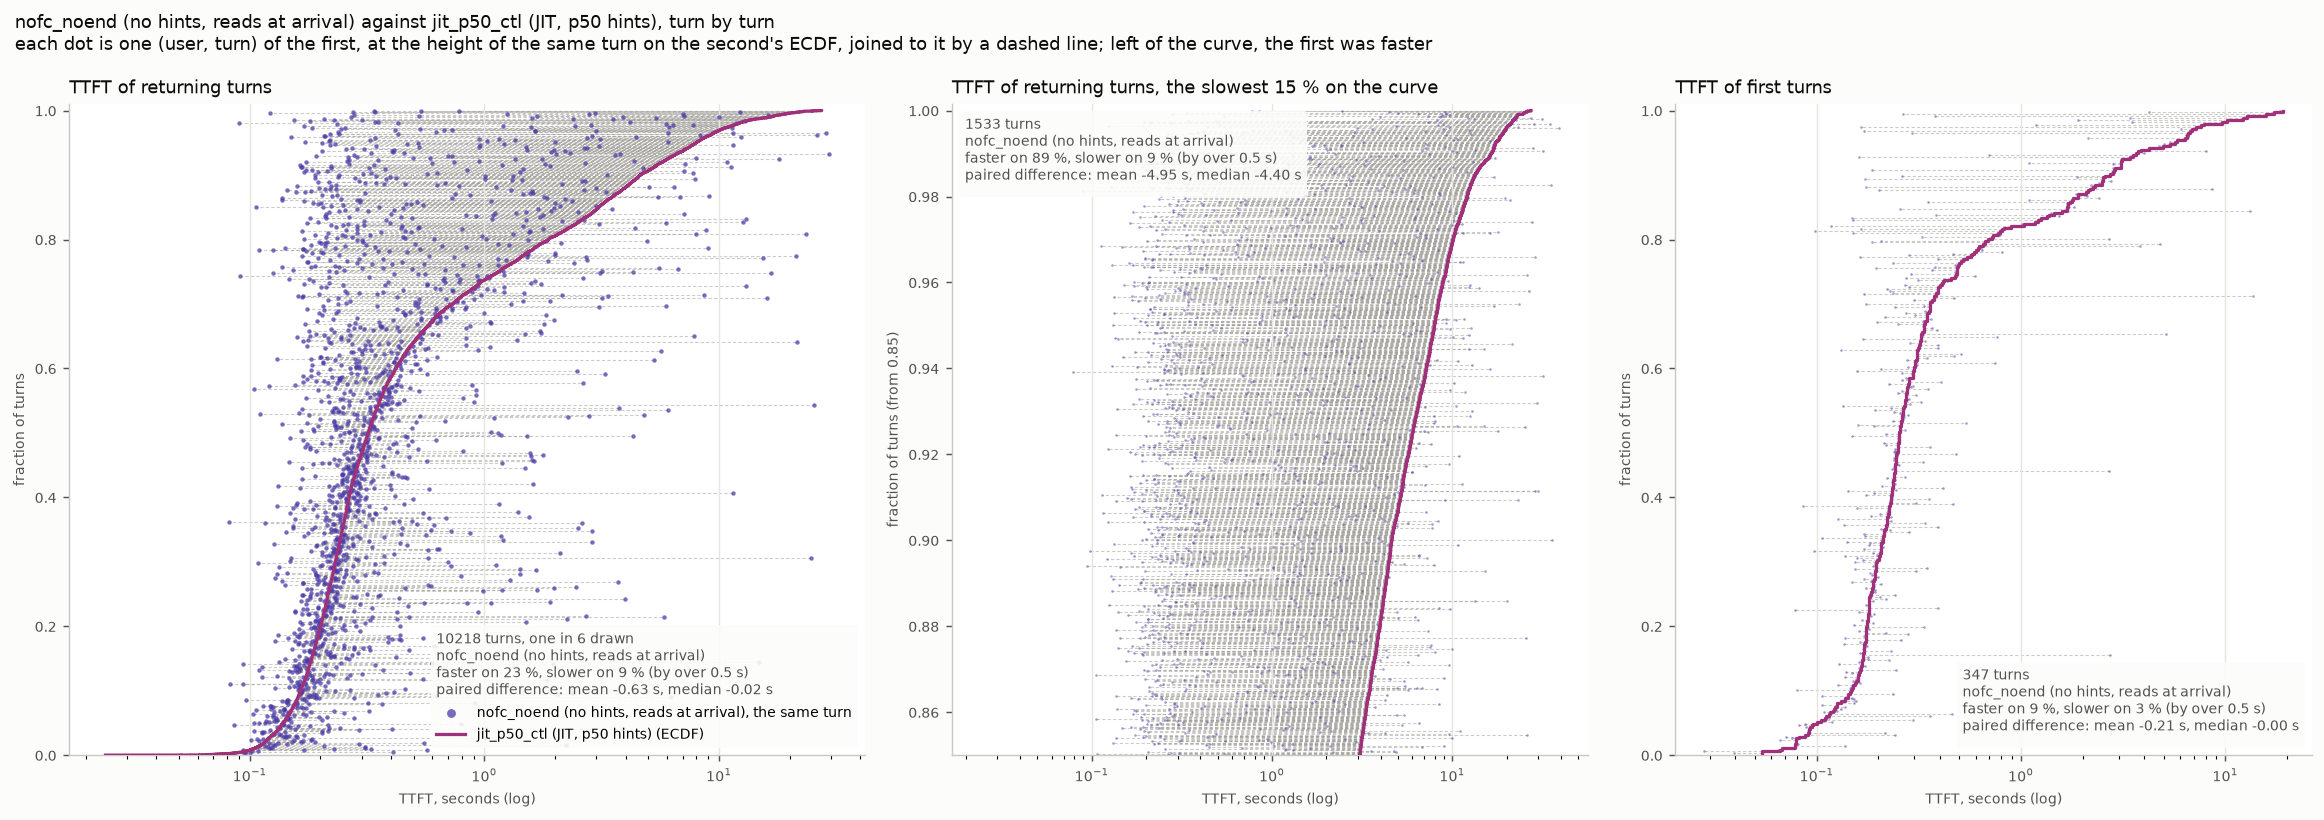 nofc_noend (no hints, reads at arrival) against jit_p50_ctl (JIT, p50 hints), turn by turn
each dot is one (user, turn) of the first, at the height of the same turn on the second's ECDF, joined to it by a dashed line; left of the curve, the first was faster
TTFT of returning turns
1.0
0.8
0.6
0.4
0.2
0.0
fraction of turns
10218 turns, one in 6 drawn
nofc_noend (no hints, reads at arrival)
faster on 23 %, slower on 9 % (by over 0.5 s)
paired difference: mean -0.63 s, median -0.02 s
nofc_noend (no hints, reads at arrival), the same turn
jit_p50_ctl (JIT, p50 hints) (ECDF)
10⁻¹
10⁰
10¹
TTFT, seconds (log)
TTFT of returning turns, the slowest 15 % on the curve
1533 turns
nofc_noend (no hints, reads at arrival)
faster on 89 %, slower on 9 % (by over 0.5 s)
paired difference: mean -4.95 s, median -4.40 s
1.00
0.98
0.96
0.94
0.92
0.90
0.88
0.86
fraction of turns (from 0.85)
10⁻¹
10⁰
10¹
TTFT, seconds (log)
TTFT of first turns
1.0
0.8
0.6
0.4
0.2
0.0
fraction of turns
347 turns
nofc_noend (no hints, reads at arrival)
faster on 9 %, slower on 3 % (by over 0.5 s)
paired difference: mean -0.21 s, median -0.00 s
10⁻¹
10⁰
10¹
TTFT, seconds (log)